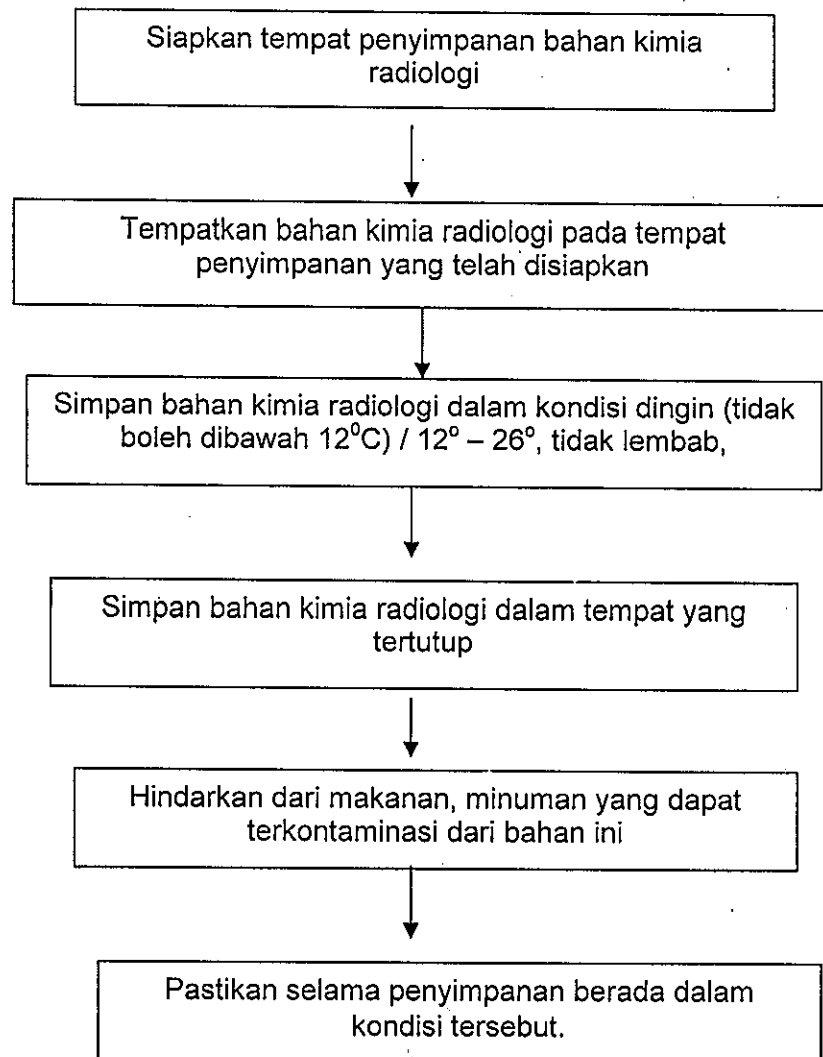 Siapkan tempat penyimpanan bahan kimia
radiologi
Tempatkan bahan kimia radiologi pada tempat
penyimpanan yang telah disiapkan
Simpan bahan kimia radiologi dalam kondisi dingin (tidak
boleh dibawah 12⁰C) / 12⁰ – 26⁰, tidak lembab,
Simpan bahan kimia radiologi dalam tempat yang
tertutup
Hindarkan dari makanan, minuman yang dapat
terkontaminasi dari bahan ini
Pastikan selama penyimpanan berada dalam
kondisi tersebut.